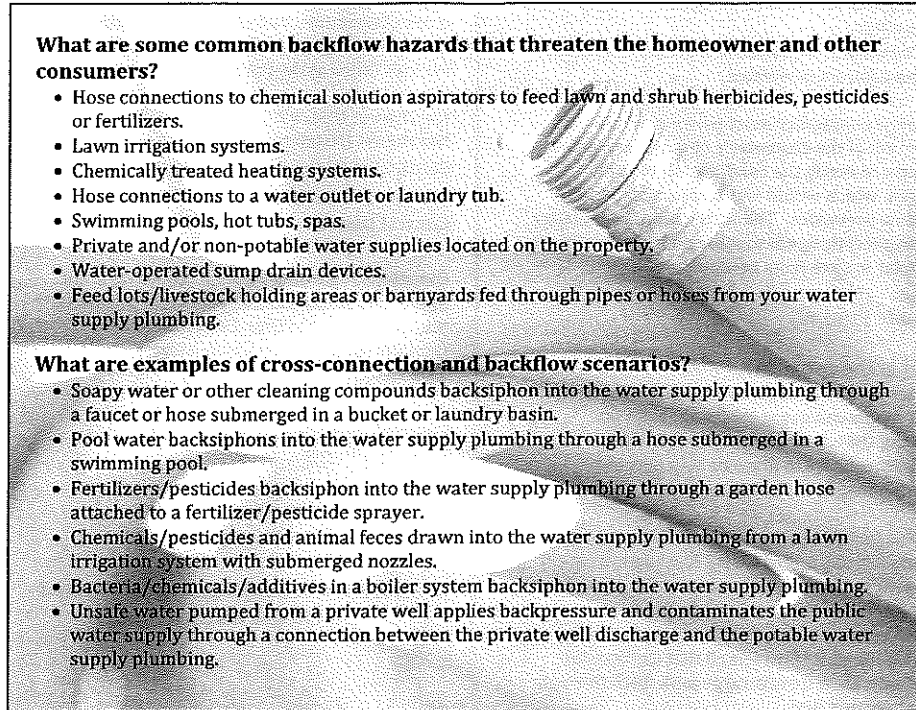 What are some common backflow hazards that threaten the homeowner and other
consumers?
• Hose connections to chemical solution aspirators to feed lawn and shrub herbicides, pesticides
or fertilizers.
• Lawn irrigation systems.
• Chemically treated heating systems.
• Hose connections to a water outlet or laundry tub.
• Swimming pools, hot tubs, spas.
• Private and/or non-potable water supplies located on the property.
• Water-operated sump drain devices.
• Feed lots/livestock holding areas or barnyards fed through pipes or hoses from your water
supply plumbing.
What are examples of cross-connection and backflow scenarios?
• Soapy water or other cleaning compounds backsiphon into the water supply plumbing through
a faucet or hose submerged in a bucket or laundry basin.
• Pool water backsiphons into the water supply plumbing through a hose submerged in a
swimming pool.
• Fertilizers/pesticides backsiphon into the water supply plumbing through a garden hose
attached to a fertilizer/pesticide sprayer.
• Chemicals/pesticides and animal feces drawn into the water supply plumbing from a lawn
irrigation system with submerged nozzles.
• Bacteria/chemicals/additives in a boiler system backsiphon into the water supply plumbing.
• Unsafe water pumped from a private well applies backpressure and contaminates the public
water supply through a connection between the private well discharge and the potable water
supply plumbing.